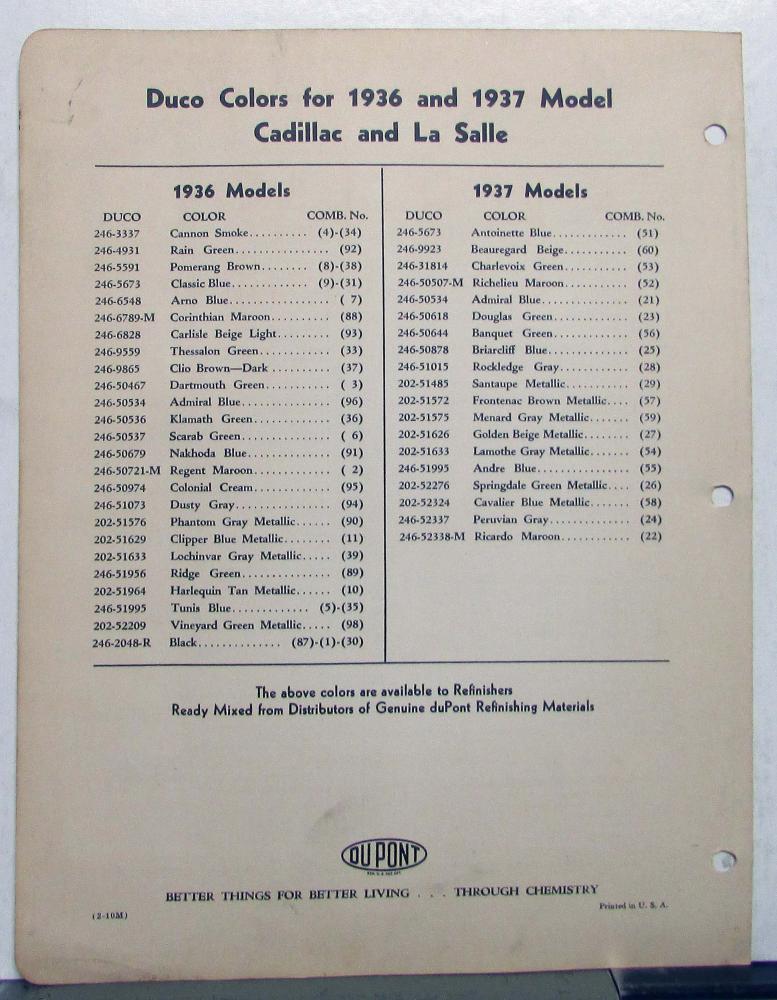 Duco Colors for 1936 and 1937 Model
Cadillac and La Salle
1936 Models
DUCO COLOR COMB. No.
246-3337 Cannon Smoke.......... (4)-(34)
246-4931 Rain Green................ (92)
246-5591 Pomerang Brown........ (8)-(38)
246-5673 Classic Blue.............. (9)-(31)
246-6548 Arno Blue................. ( 7)
246-6789-M Corinthian Maroon.......... (88)
246-6828 Carlisle Beige Light......... (93)
246-9559 Thessalon Green............ (33)
246-9865 Clio Brown—Dark .......... (37)
246-50467 Dartmouth Green........... ( 3)
246-50534 Admiral Blue............... (96)
246-50536 Klamath Green............. (36)
246-50537 Scarab Green............... ( 6)
246-50679 Nakhoda Blue.............. (91)
246-50721-M Regent Maroon............. ( 2)
246-50974 Colonial Cream............. (95)
246-51073 Dusty Gray................ (94)
202-51576 Phantom Gray Metallic...... (90)
202-51629 Clipper Blue Metallic........ (11)
202-51633 Lochinvar Gray Metallic..... (39)
246-51956 Ridge Green............... (89)
202-51964 Harlequin Tan Metallic...... (10)
246-51995 Tunis Blue............. (5)-(35)
202-52209 Vineyard Green Metallic..... (98)
246-2048-R Black.............. (87)-(1)-(30)
1937 Models
DUCO COLOR COMB. No.
246-5673 Antoinette Blue............. (51)
246-9923 Beauregard Beige........... (60)
246-31814 Charlevoix Green........... (53)
246-50507-M Richelieu Maroon........... (52)
246-50534 Admiral Blue............... (21)
246-50618 Douglas Green............. (23)
246-50644 Banquet Green............. (56)
246-50878 Briarcliff Blue.............. (25)
246-51015 Rockledge Gray............ (28)
202-51485 Santaupe Metallic........... (29)
202-51572 Frontenac Brown Metallic.... (57)
202-51575 Menard Gray Metallic....... (59)
202-51626 Golden Beige Metallic....... (27)
202-51633 Lamothe Gray Metallic...... (54)
246-51995 Andre Blue................ (55)
202-52276 Springdale Green Metallic.... (26)
202-52324 Cavalier Blue Metallic....... (58)
246-52337 Peruvian Gray.............. (24)
246-52338-M Ricardo Maroon............ (22)
The above colors are available to Refinishers
Ready Mixed from Distributors of Genuine duPont Refinishing Materials
DU PONT
REG. U.S. PAT. OFF.
BETTER THINGS FOR BETTER LIVING . . . THROUGH CHEMISTRY
(2-10M) Printed in U. S. A.